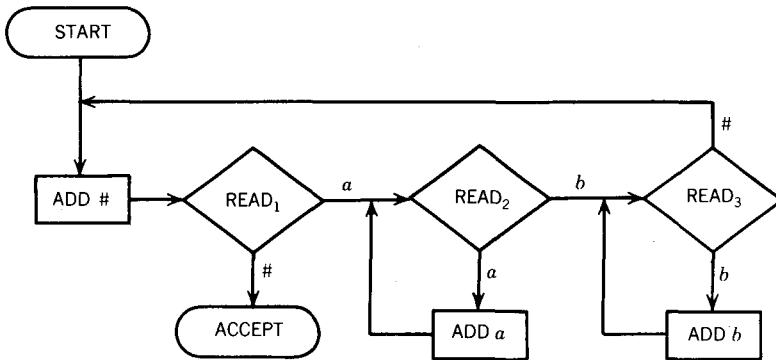 START
#
ADD #
READ₁
a
READ₂
b
READ₃
#
a
b
ACCEPT
ADD a
ADD b